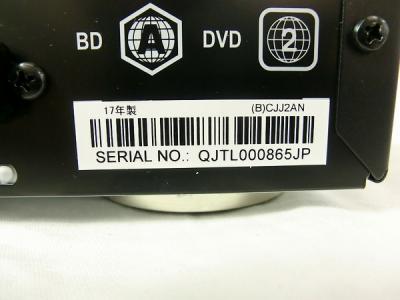 BD A DVD 2
17年製 (B)CJJ2AN
SERIAL NO.: QJTL000865JP